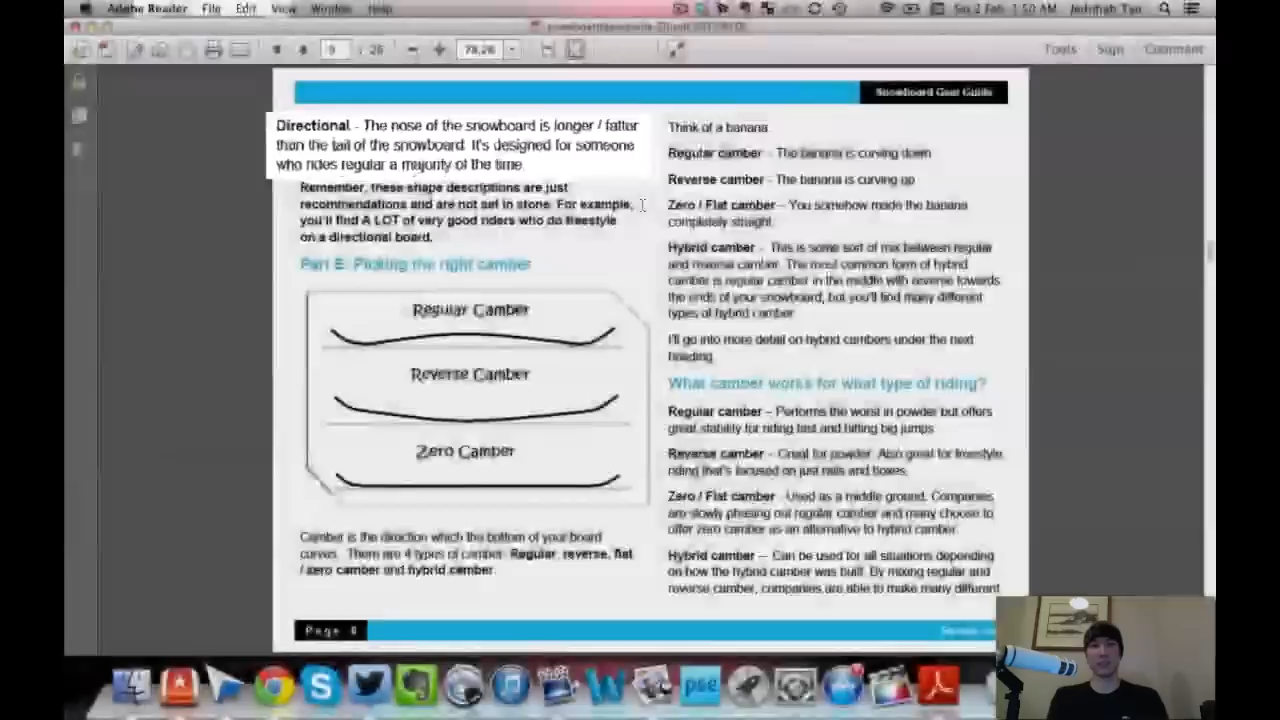 Adobe Reader File Edit View Window Help
Sat 2 Feb 1:50 AM
9 / 28
Tools Sign Comment
Snowboard Gear Guide
Directional - The nose of the snowboard is longer / fatter
than the tail of the snowboard. It's designed for someone
who rides regular a majority of the time.
Remember, these shape descriptions are just
recommendations and are not set in stone. For example,
you'll find A LOT of very good riders who do freestyle
on a directional board.
Part E: Picking the right camber
Regular Camber
Reverse Camber
Zero Camber
Camber is the direction which the bottom of your board
curves. There are 4 types of camber. Regular, reverse, flat
/ zero camber and hybrid camber.
Think of a banana
Regular camber - The banana is curving down
Reverse camber - The banana is curving up
Zero / Flat camber – You somehow made the banana
completely straight.
Hybrid camber - This is some sort of mix between regular
and reverse camber. The most common form of hybrid
camber is regular camber in the middle with reverse towards
the ends of your snowboard, but you'll find many different
types of hybrid camber
I'll go into more detail on hybrid cambers under the next
heading.
What camber works for what type of riding?
Regular camber – Performs the worst in powder but offers
great stability for riding fast and hitting big jumps.
Reverse camber – Great for powder. Also great for freestyle
riding that's focused on just rails and boxes.
Zero / Flat camber - Used as a middle ground. Companies
are slowly phasing out regular camber and many choose to
offer zero camber as an alternative to hybrid camber.
Hybrid camber – Can be used for all situations depending
on how the hybrid camber was built. By mixing regular and
reverse camber, companies are able to make many different
Page 9
pse